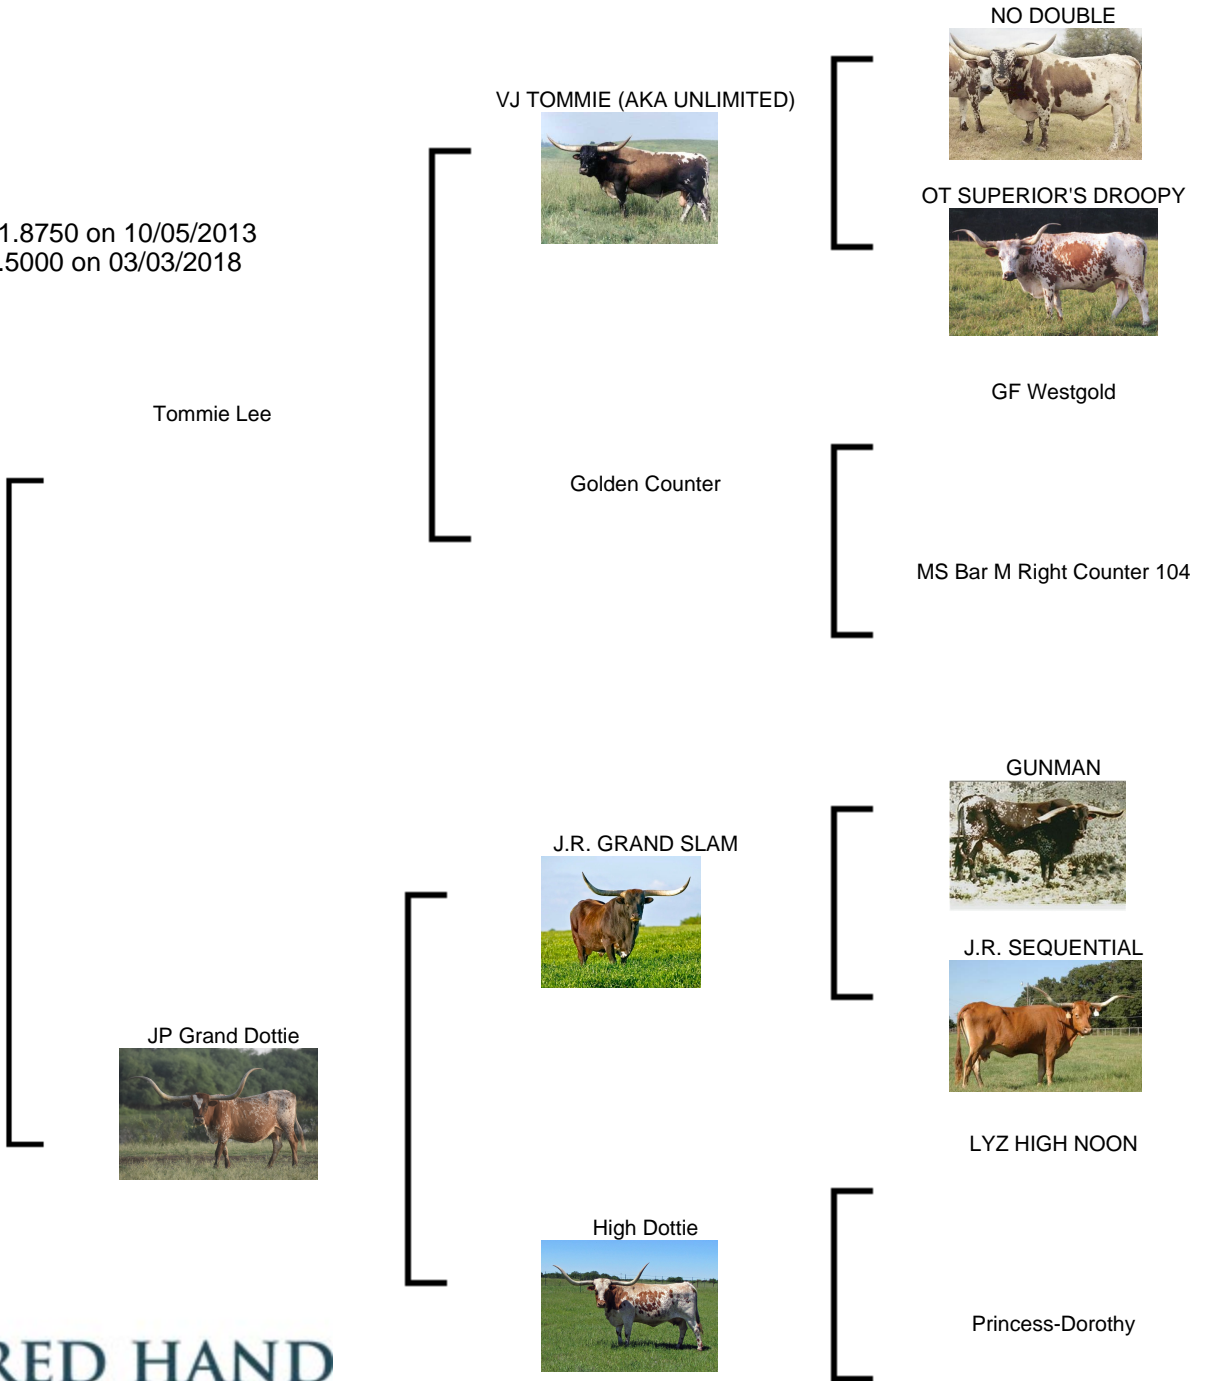 NO DOUBLE
VJ TOMMIE (AKA UNLIMITED)
OT SUPERIOR'S DROOPY
1.8750 on 10/05/2013
.5000 on 03/03/2018
GF Westgold
Tommie Lee
Golden Counter
MS Bar M Right Counter 104
GUNMAN
J.R. GRAND SLAM
J.R. SEQUENTIAL
JP Grand Dottie
LYZ HIGH NOON
High Dottie
Princess-Dorothy
RED HAND